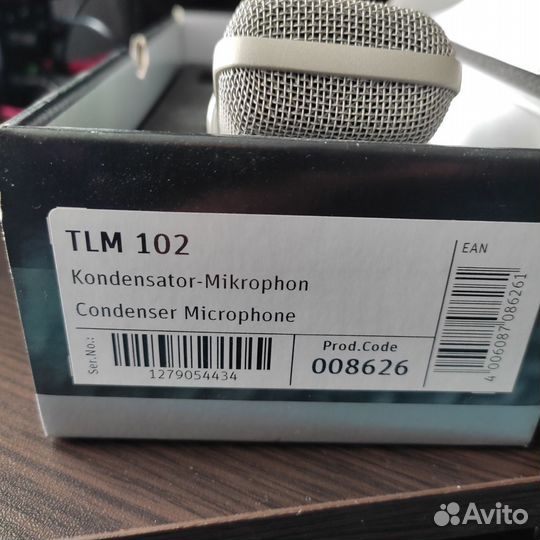 TLM 102
Kondensator-Mikrophon
Condenser Microphone
Ser.No.:
1279054434
Prod.Code
008626
EAN
4 006087 086261
Avito